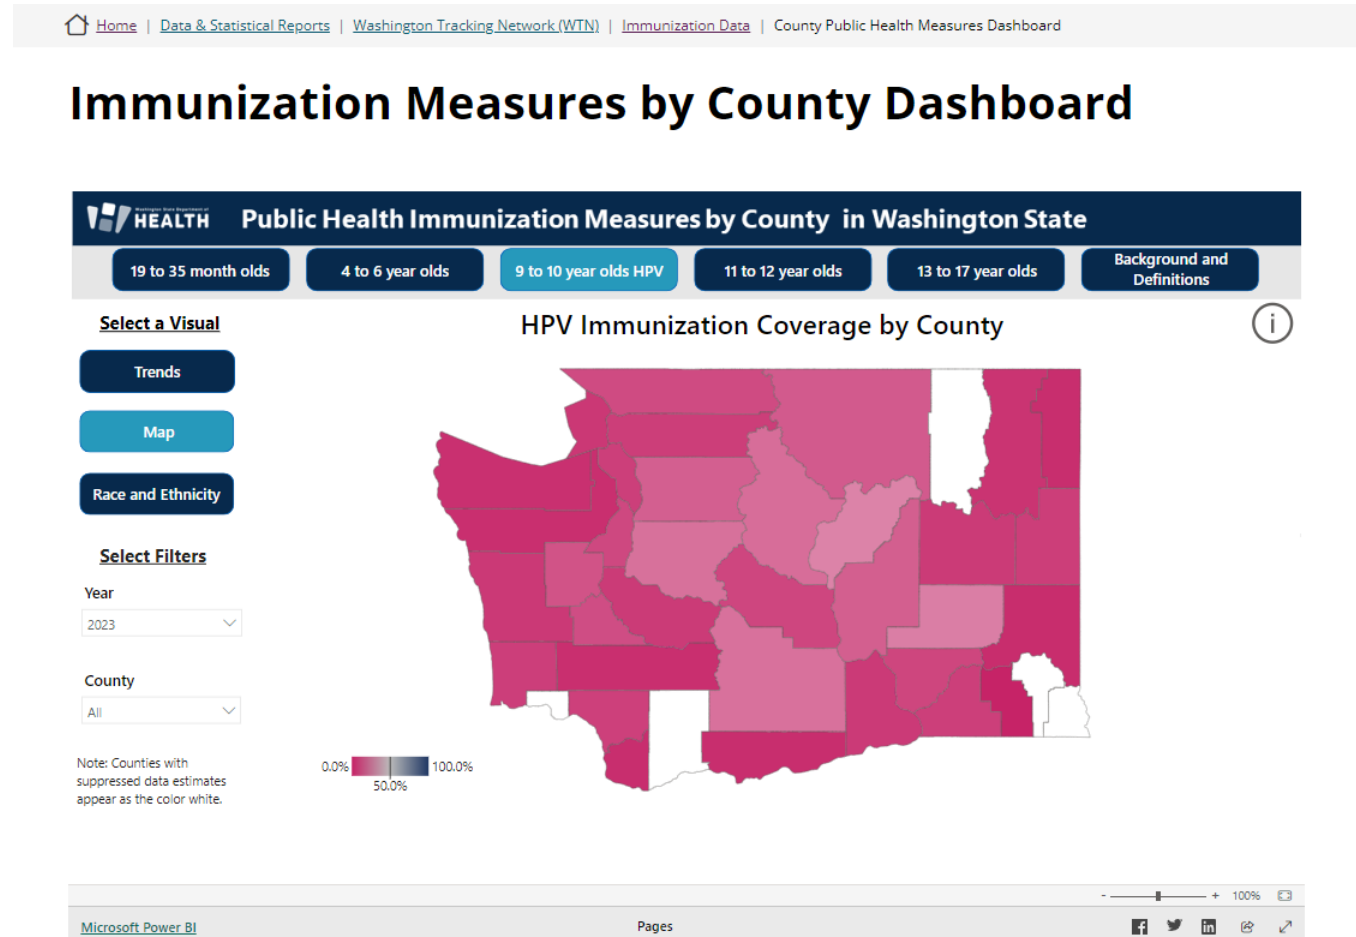 Home | Data & Statistical Reports | Washington Tracking Network (WTN) | Immunization Data | County Public Health Measures Dashboard
Immunization Measures by County Dashboard
Washington State Department of
HEALTH
Public Health Immunization Measures by County in Washington State
19 to 35 month olds
4 to 6 year olds
9 to 10 year olds HPV
11 to 12 year olds
13 to 17 year olds
Background and
Definitions
Select a Visual
HPV Immunization Coverage by County
i
Trends
Map
Race and Ethnicity
Select Filters
Year
2023
County
All
Note: Counties with
suppressed data estimates
appear as the color white.
0.0%
100.0%
50.0%
- + 100%
Microsoft Power BI
Pages